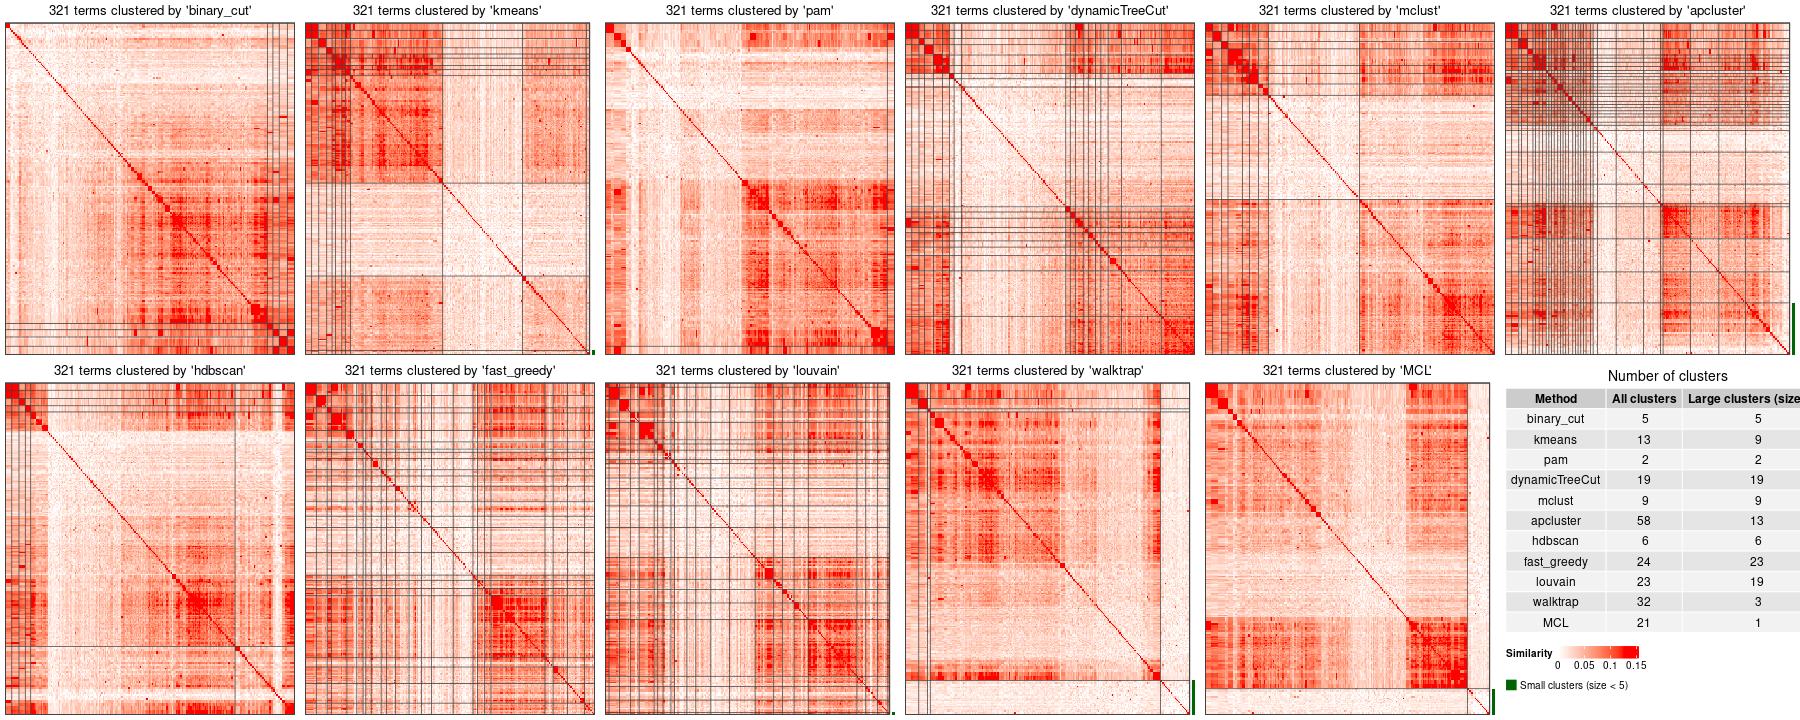 321 terms clustered by 'binary_cut'
321 terms clustered by 'kmeans'
321 terms clustered by 'pam'
321 terms clustered by 'dynamicTreeCut'
321 terms clustered by 'mclust'
321 terms clustered by 'apcluster'
321 terms clustered by 'hdbscan'
321 terms clustered by 'fast_greedy'
321 terms clustered by 'louvain'
321 terms clustered by 'walktrap'
321 terms clustered by 'MCL'
Number of clusters
Method All clusters Large clusters (size
binary_cut 5 5
kmeans 13 9
pam 2 2
dynamicTreeCut 19 19
mclust 9 9
apcluster 58 13
hdbscan 6 6
fast_greedy 24 23
louvain 23 19
walktrap 32 3
MCL 21 1
Similarity
0 0.05 0.1 0.15
Small clusters (size < 5)